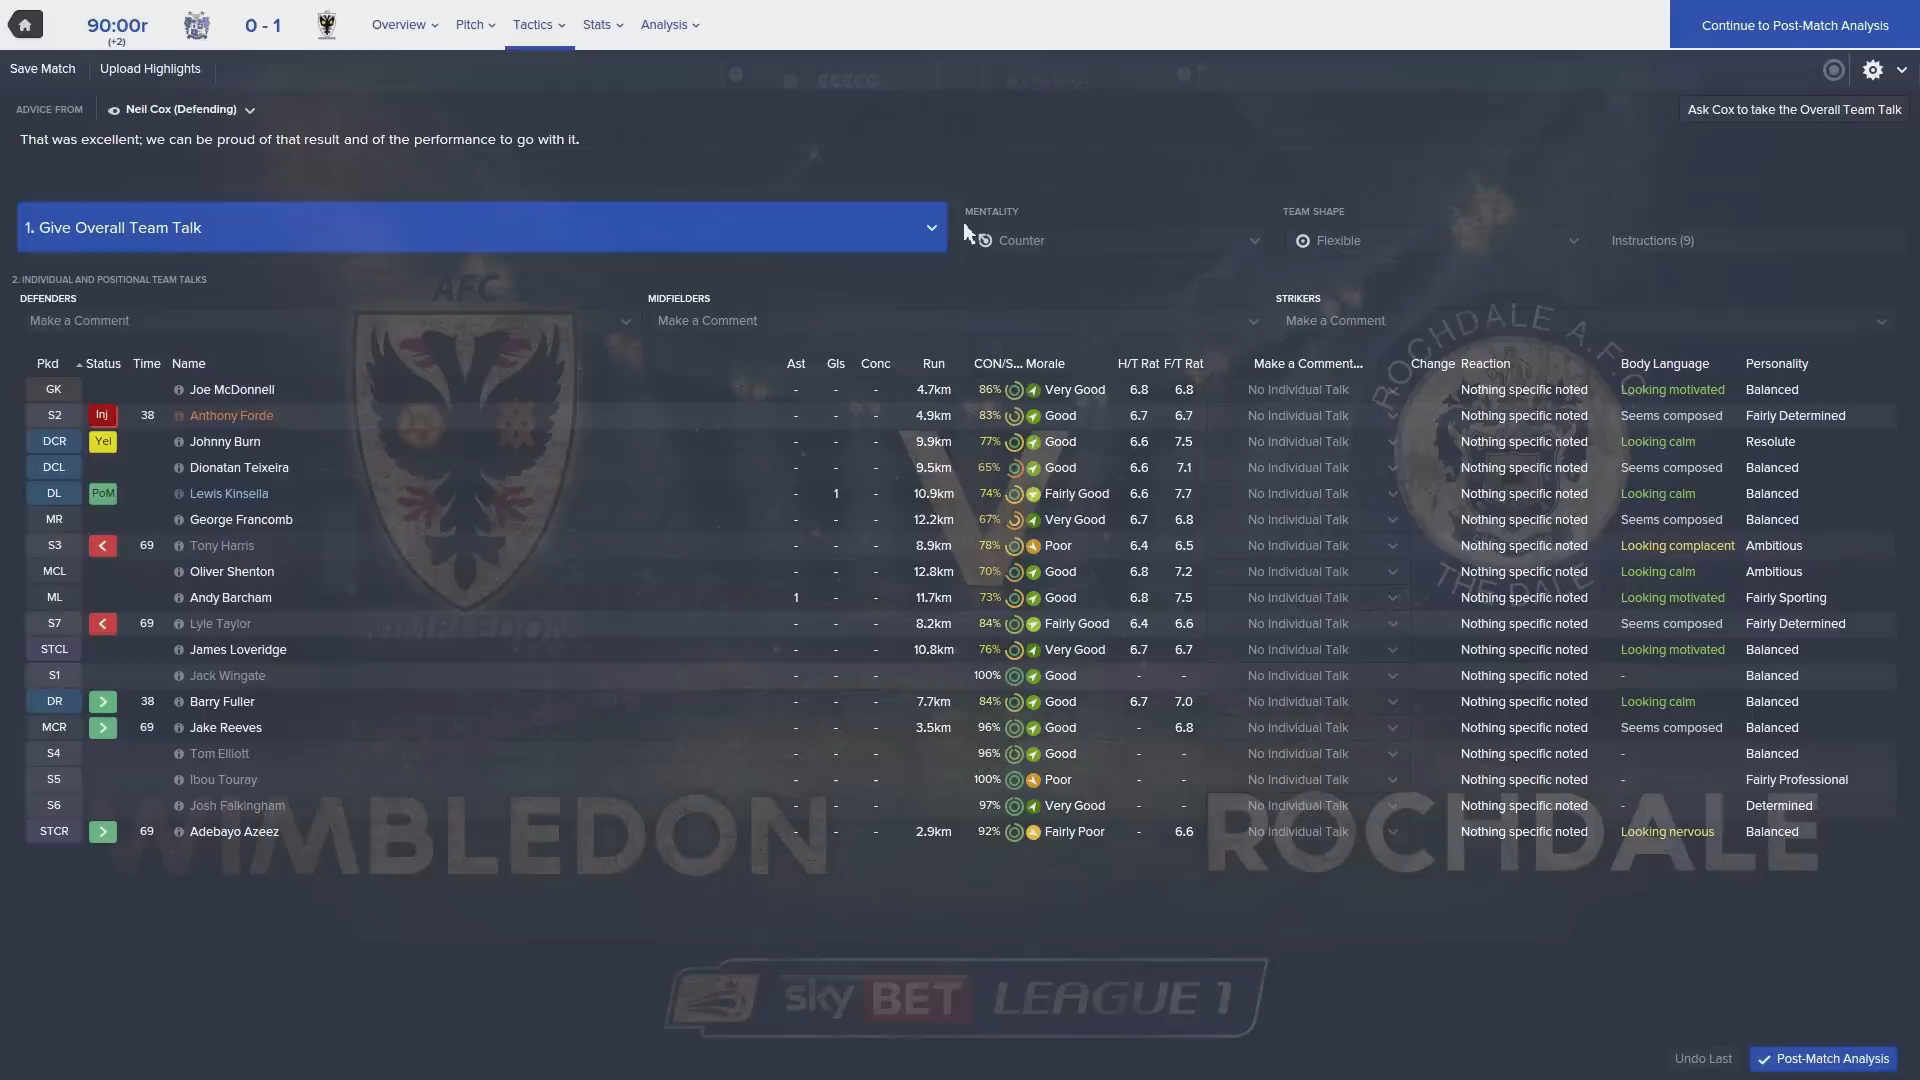 90:00r
(+2)
0 - 1
Overview
Pitch
Tactics
Stats
Analysis
Continue to Post-Match Analysis
Save Match
Upload Highlights
ADVICE FROM
Neil Cox (Defending)
Ask Cox to take the Overall Team Talk
That was excellent; we can be proud of that result and of the performance to go with it.
1. Give Overall Team Talk
MENTALITY
Counter
TEAM SHAPE
Flexible
Instructions (9)
2. INDIVIDUAL AND POSITIONAL TEAM TALKS
DEFENDERS
Make a Comment
MIDFIELDERS
Make a Comment
STRIKERS
Make a Comment
Pkd Status Time Name Ast Gls Conc Run CON/S... Morale H/T Rat F/T Rat Make a Comment... Change Reaction Body Language Personality
GK Joe McDonnell - - - 4.7km 86% Very Good 6.8 6.8 No Individual Talk Nothing specific noted Looking motivated Balanced
S2 Inj 38 Anthony Forde - - - 4.9km 83% Good 6.7 6.7 No Individual Talk Nothing specific noted Seems composed Fairly Determined
DCR Yel Johnny Burn - - - 9.9km 77% Good 6.6 7.5 No Individual Talk Nothing specific noted Looking calm Resolute
DCL Dionatan Teixeira - - - 9.5km 65% Good 6.6 7.1 No Individual Talk Nothing specific noted Seems composed Balanced
DL PoM Lewis Kinsella - 1 - 10.9km 74% Fairly Good 6.6 7.7 No Individual Talk Nothing specific noted Looking calm Balanced
MR George Francomb - - - 12.2km 67% Very Good 6.7 6.8 No Individual Talk Nothing specific noted Seems composed Balanced
S3 69 Tony Harris - - - 8.9km 78% Poor 6.4 6.5 No Individual Talk Nothing specific noted Looking complacent Ambitious
MCL Oliver Shenton - - - 12.8km 70% Good 6.8 7.2 No Individual Talk Nothing specific noted Looking calm Ambitious
ML Andy Barcham 1 - - 11.7km 73% Good 6.8 7.5 No Individual Talk Nothing specific noted Looking motivated Fairly Sporting
S7 69 Lyle Taylor - - - 8.2km 84% Fairly Good 6.4 6.6 No Individual Talk Nothing specific noted Seems composed Fairly Determined
STCL James Loveridge - - - 10.8km 76% Very Good 6.7 6.7 No Individual Talk Nothing specific noted Looking motivated Balanced
S1 Jack Wingate - - - 100% Good - - No Individual Talk Nothing specific noted - Balanced
DR 38 Barry Fuller - - - 7.7km 84% Good 6.7 7.0 No Individual Talk Nothing specific noted Looking calm Balanced
MCR 69 Jake Reeves - - - 3.5km 96% Good - 6.8 No Individual Talk Nothing specific noted Seems composed Balanced
S4 Tom Elliott - - - 96% Good - - No Individual Talk Nothing specific noted - Balanced
S5 Ibou Touray - - - 100% Poor - - No Individual Talk Nothing specific noted - Fairly Professional
S6 Josh Falkingham - - - 97% Very Good - - No Individual Talk Nothing specific noted - Determined
STCR 69 Adebayo Azeez - - - 2.9km 92% Fairly Poor - 6.6 No Individual Talk Nothing specific noted Looking nervous Balanced
AFC
WIMBLEDON
V
ROCHDALE A.F.C
THE DALE
WIMBLEDON
ROCHDALE
sky BET LEAGUE 1
Undo Last
Post-Match Analysis